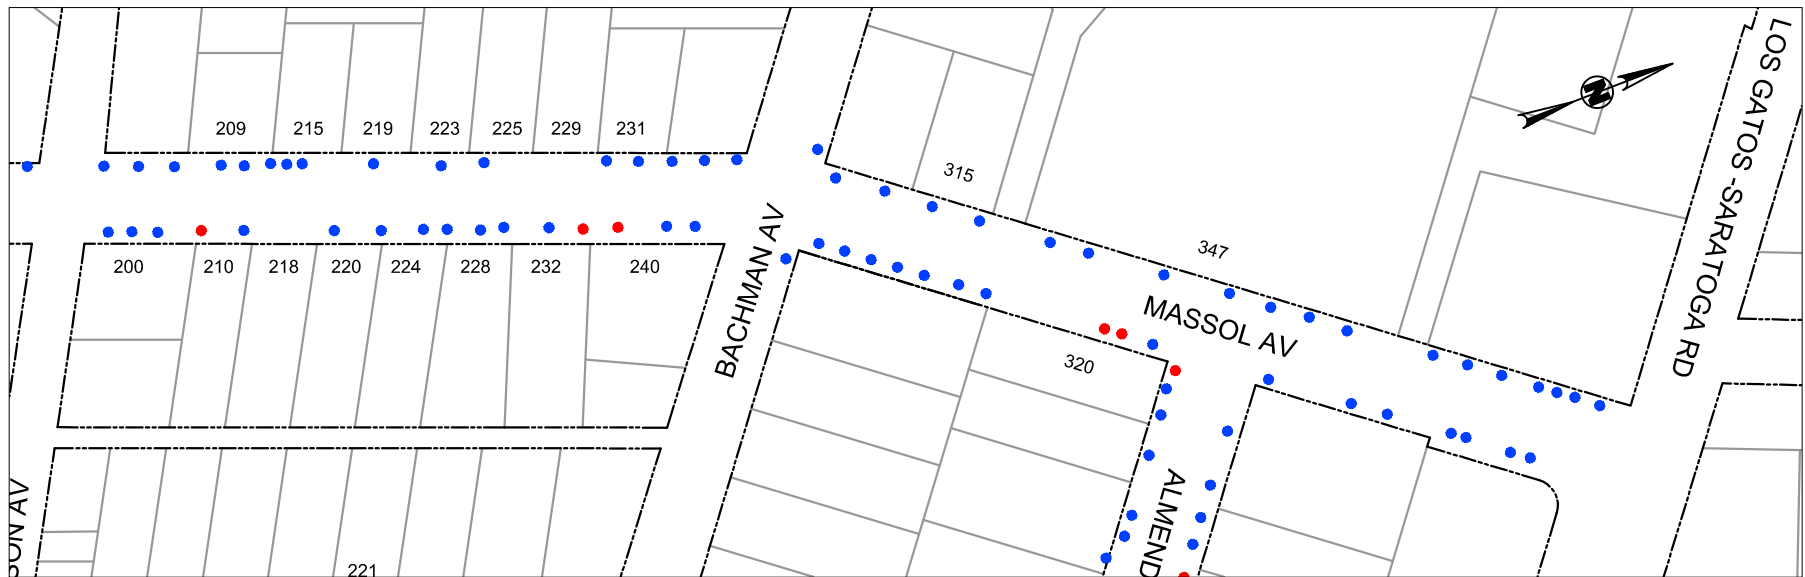 209 215 219 223 225 229 231
315
347
200 210 218 220 224 228 232 240
320
221
BACHMAN AV
MASSOL AV
LOS GATOS -SARATOGA RD
ALMEND
N